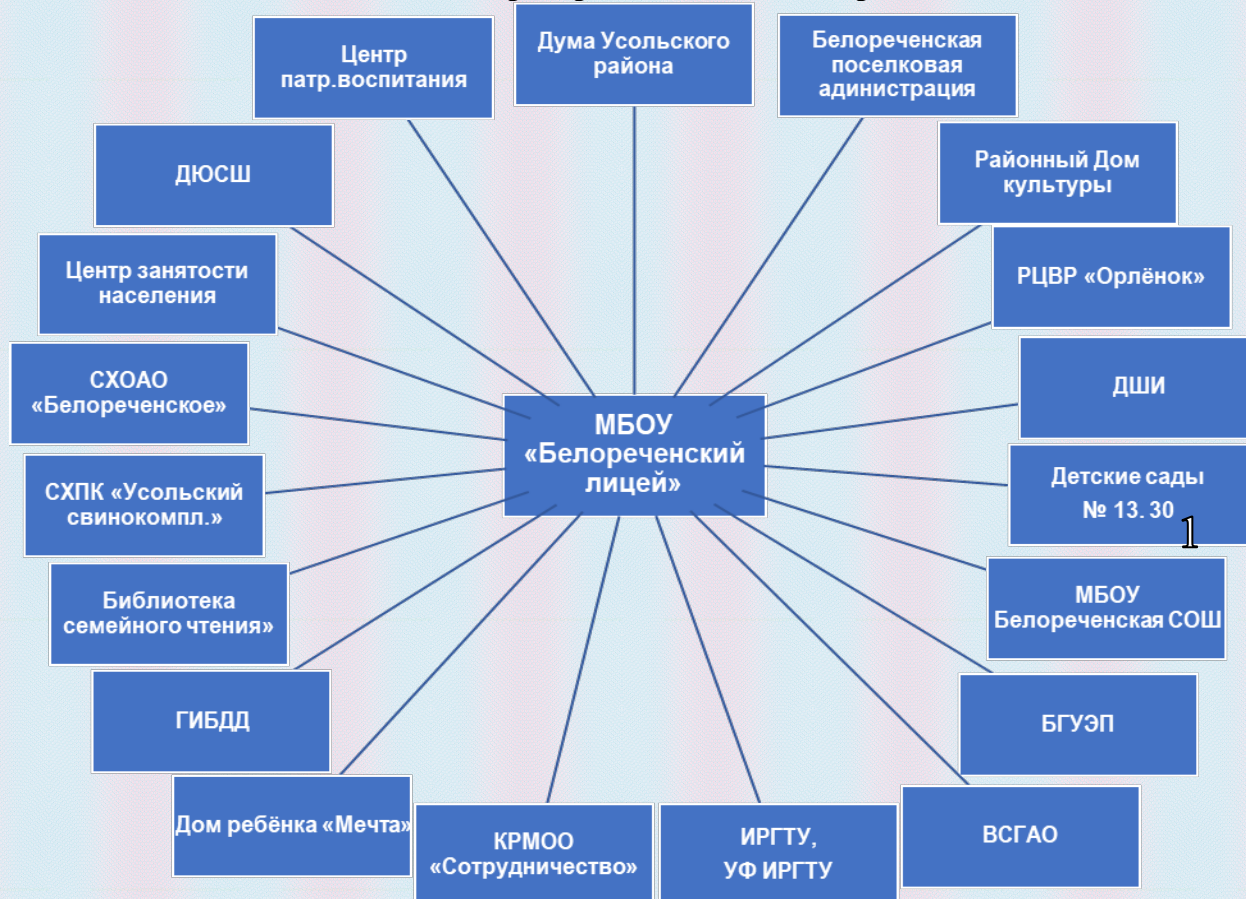 Центр
патр.воспитания
Дума Усольского
района
Белореченская
поселковая
адинистрация
Районный Дом
культуры
РЦВР «Орлёнок»
ДШИ
Детские сады
№ 13. 30
1
МБОУ
Белореченская СОШ
БГУЭП
ВСГАО
ИРГТУ,
УФ ИРГТУ
КРМОО
«Сотрудничество»
Дом ребёнка «Мечта»
ГИБДД
Библиотека
семейного чтения»
СХПК «Усольский
свинокомпл.»
СХОАО
«Белореченское»
Центр занятости
населения
ДЮСШ
МБОУ
«Белореченский
лицей»